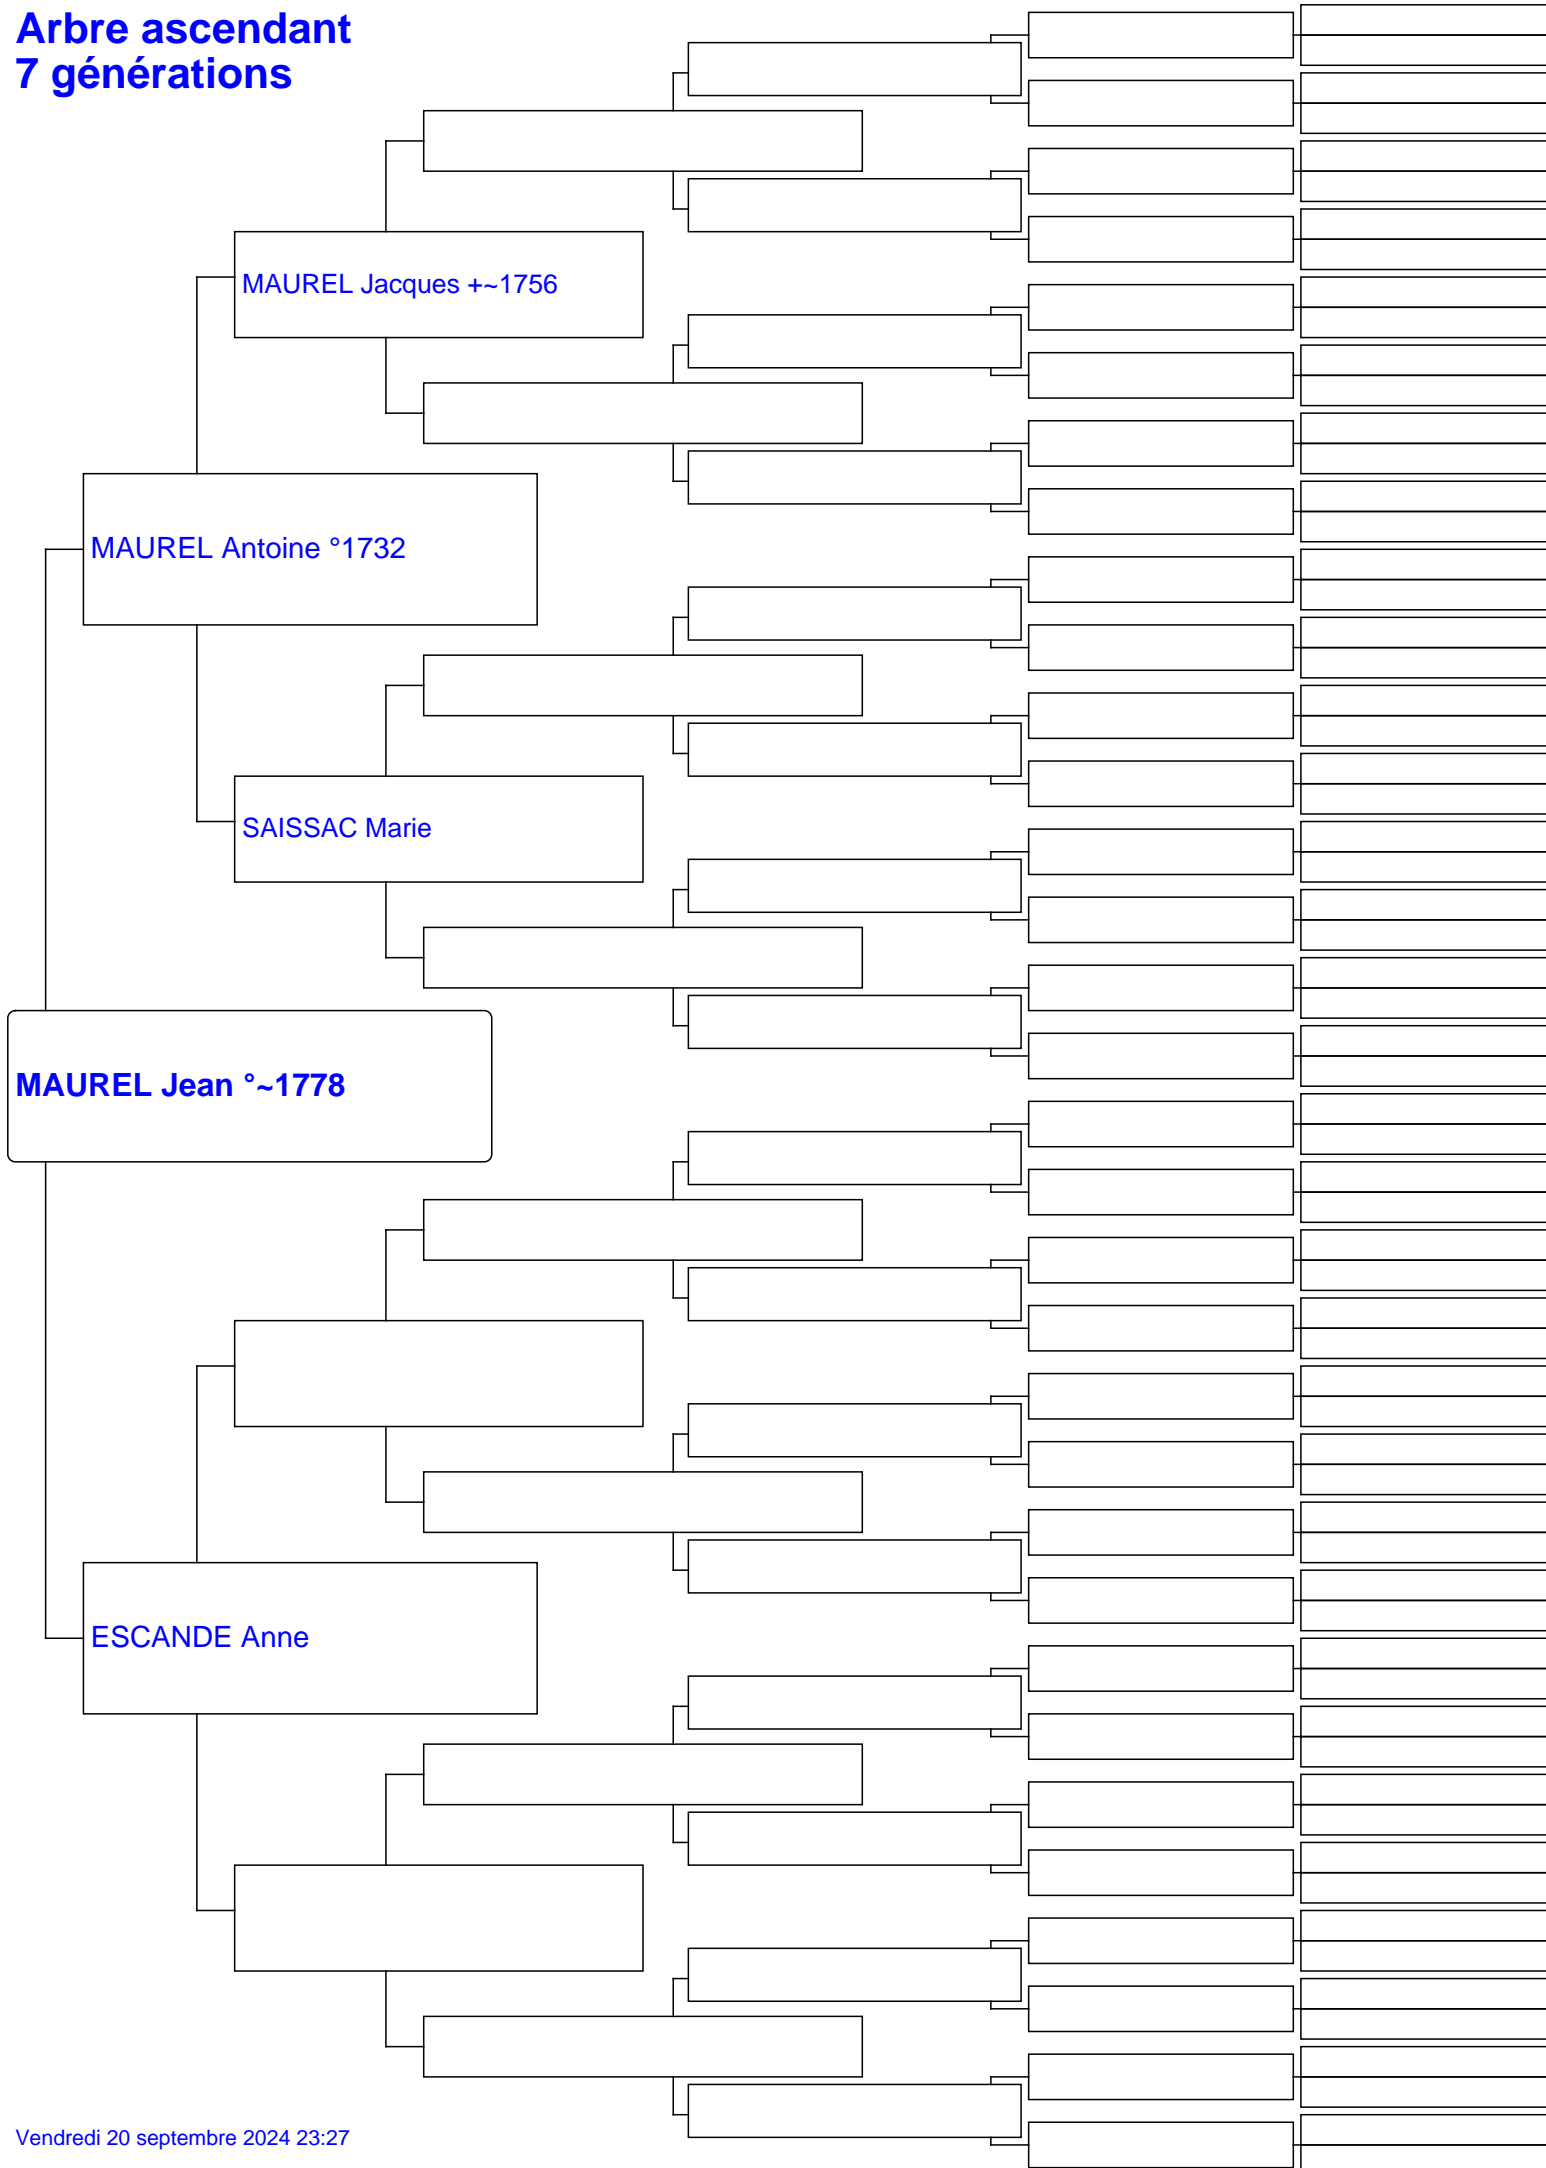 Arbre ascendant
7 générations
MAUREL Jacques +~1756
MAUREL Antoine °1732
SAISSAC Marie
MAUREL Jean °~1778
ESCANDE Anne
Vendredi 20 septembre 2024 23:27